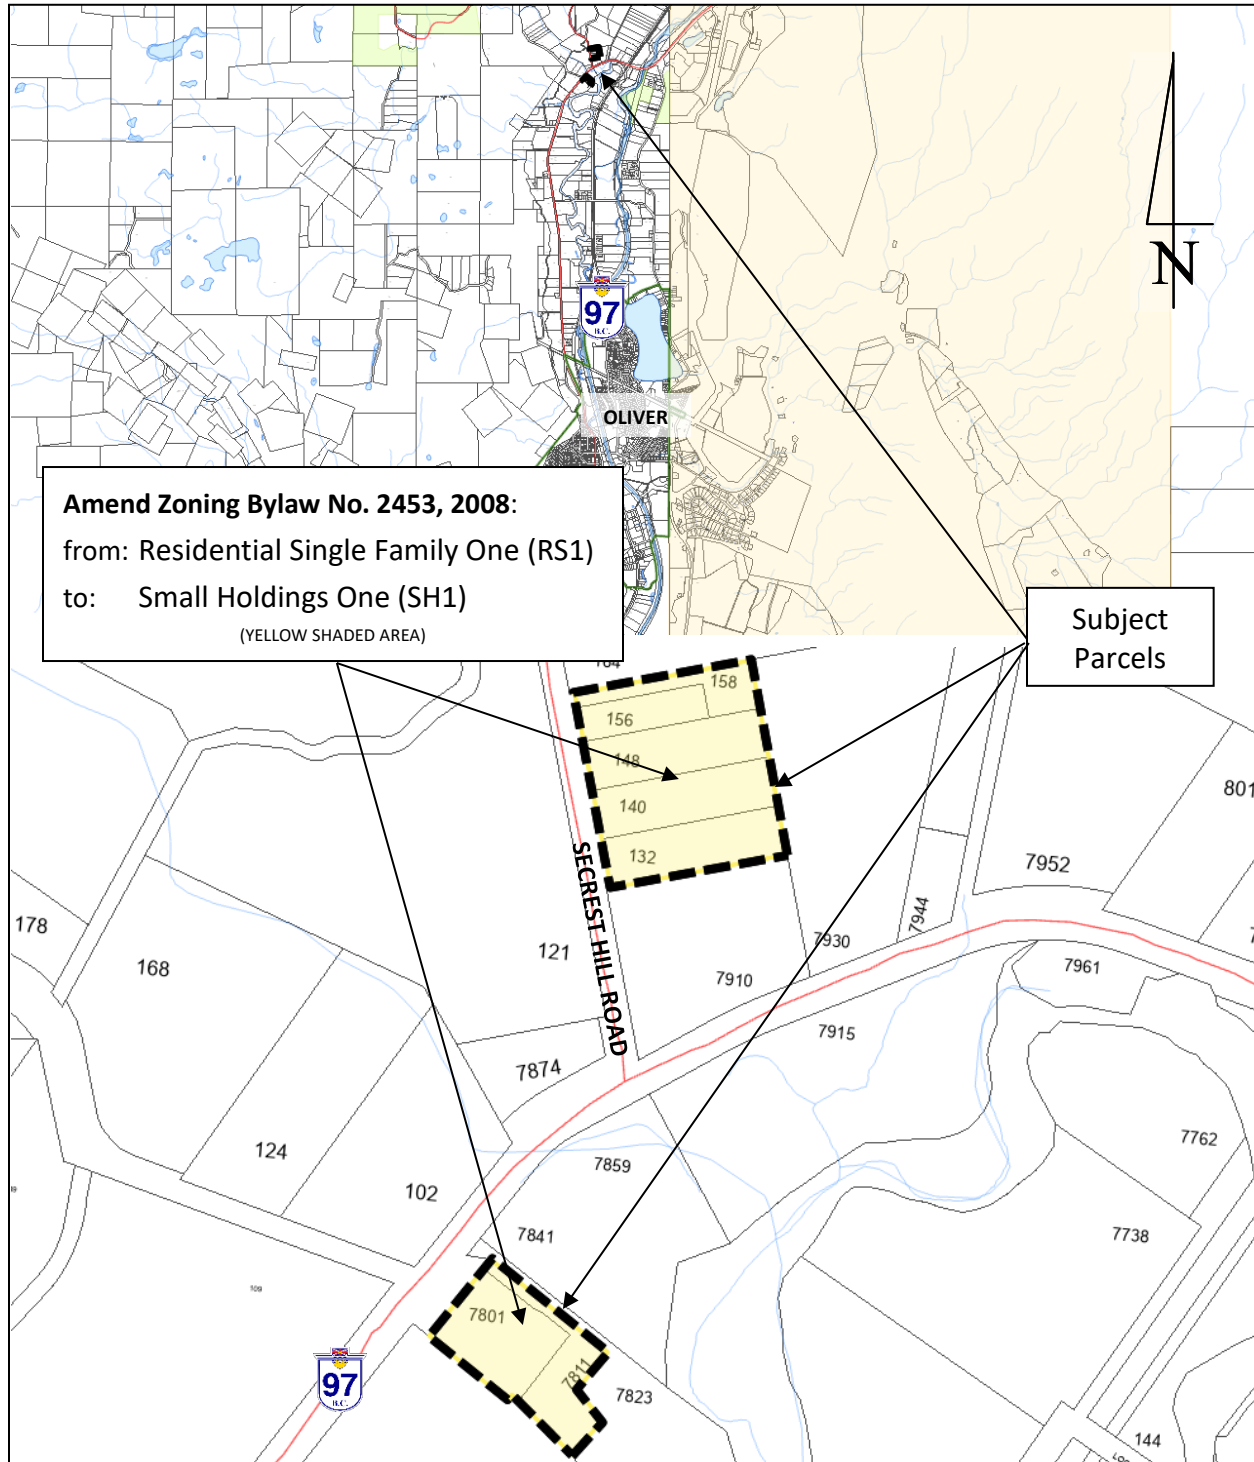 N
97
B.C.
OLIVER
Amend Zoning Bylaw No. 2453, 2008:
from: Residential Single Family One (RS1)
to: Small Holdings One (SH1)
(YELLOW SHADED AREA)
Subject
Parcels
158
156
148
140
132
801
7952
7944
7930
178
168
121
7910
7961
SECREST HILL ROAD
7915
7874
124
102
7859
7762
7841
7738
109
7801
7811
7823
97
B.C.
144